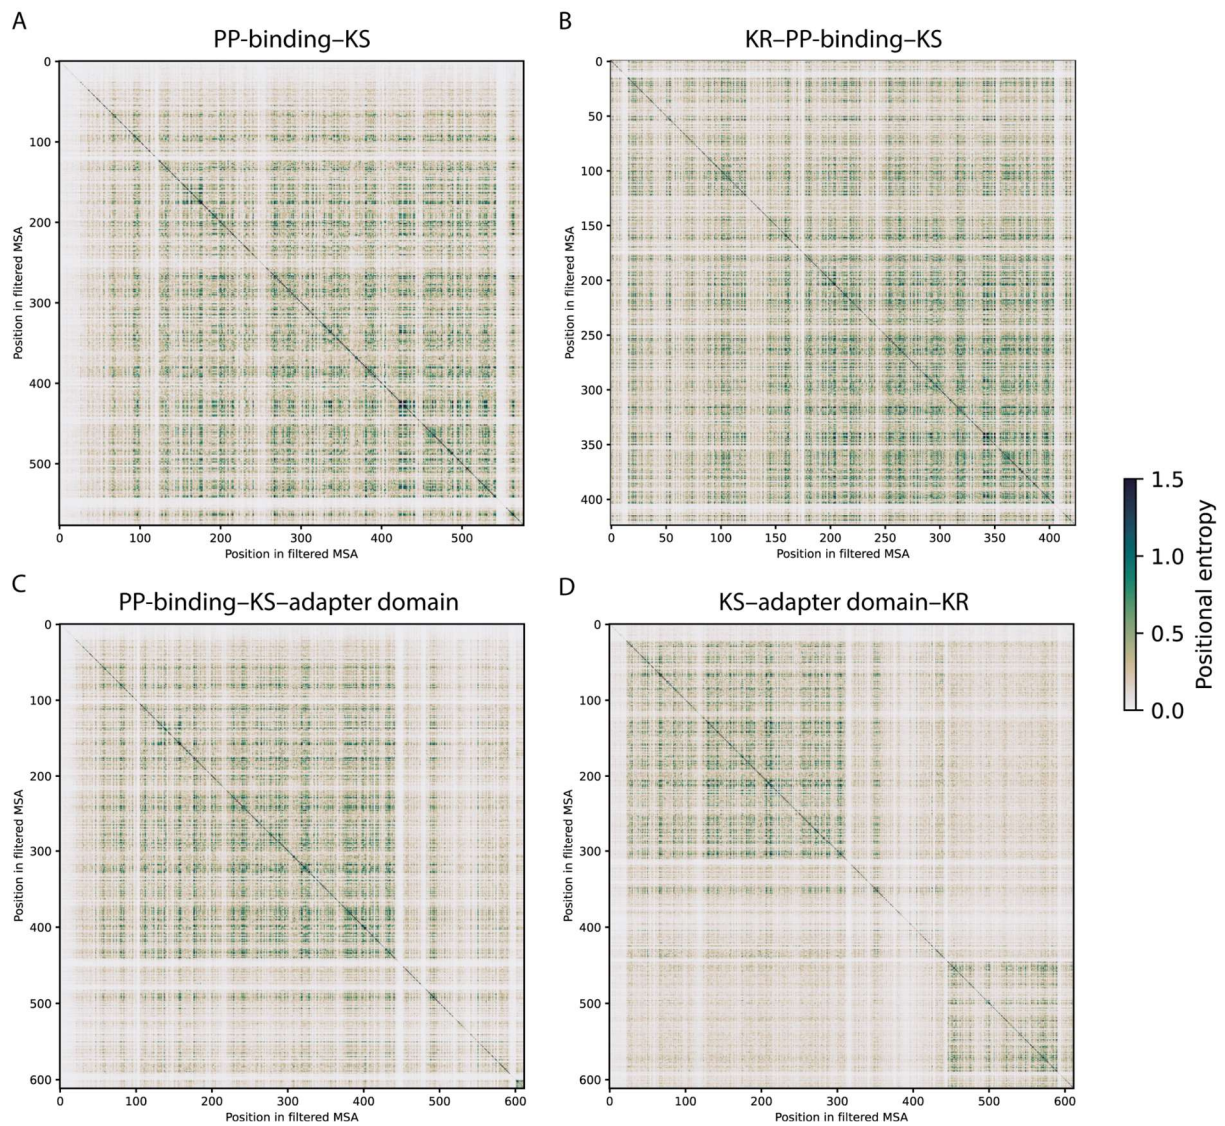 A
PP-binding–KS
0
100
200
300
400
500
Position in filtered MSA
0 100 200 300 400 500
Position in filtered MSA
B
KR–PP-binding–KS
0
50
100
150
200
250
300
350
400
Position in filtered MSA
0 50 100 150 200 250 300 350 400
Position in filtered MSA
C
PP-binding–KS–adapter domain
0
100
200
300
400
500
600
Position in filtered MSA
0 100 200 300 400 500 600
Position in filtered MSA
D
KS–adapter domain–KR
0
100
200
300
400
500
600
Position in filtered MSA
0 100 200 300 400 500 600
Position in filtered MSA
1.5
1.0
0.5
0.0
Positional entropy